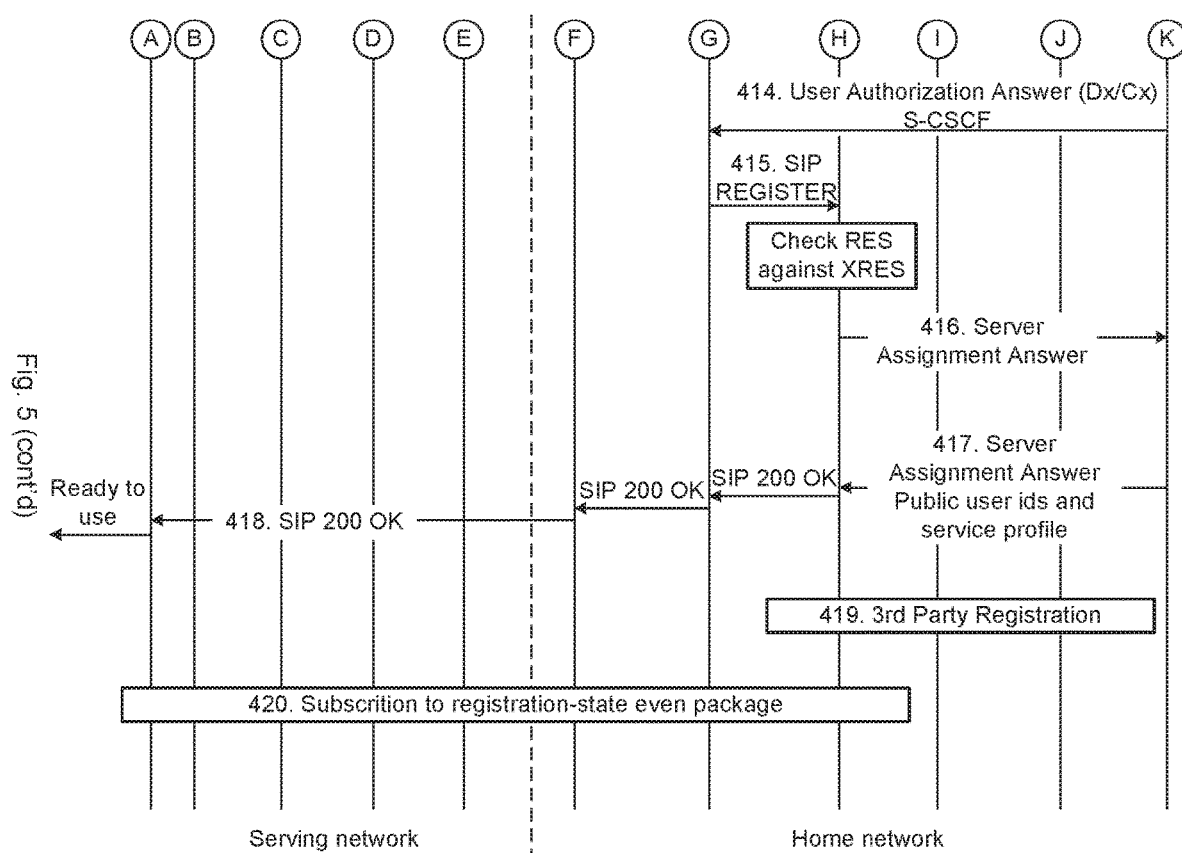 A B C D E F G H I J K
414. User Authorization Answer (Dx/Cx)
S-CSCF
415. SIP
REGISTER
Check RES
against XRES
416. Server
Assignment Answer
417. Server
Assignment Answer
Public user ids and
service profile
SIP 200 OK
SIP 200 OK
418. SIP 200 OK
Ready to
use
Fig. 5 (cont'd)
419. 3rd Party Registration
420. Subscrition to registration-state even package
Serving network
Home network